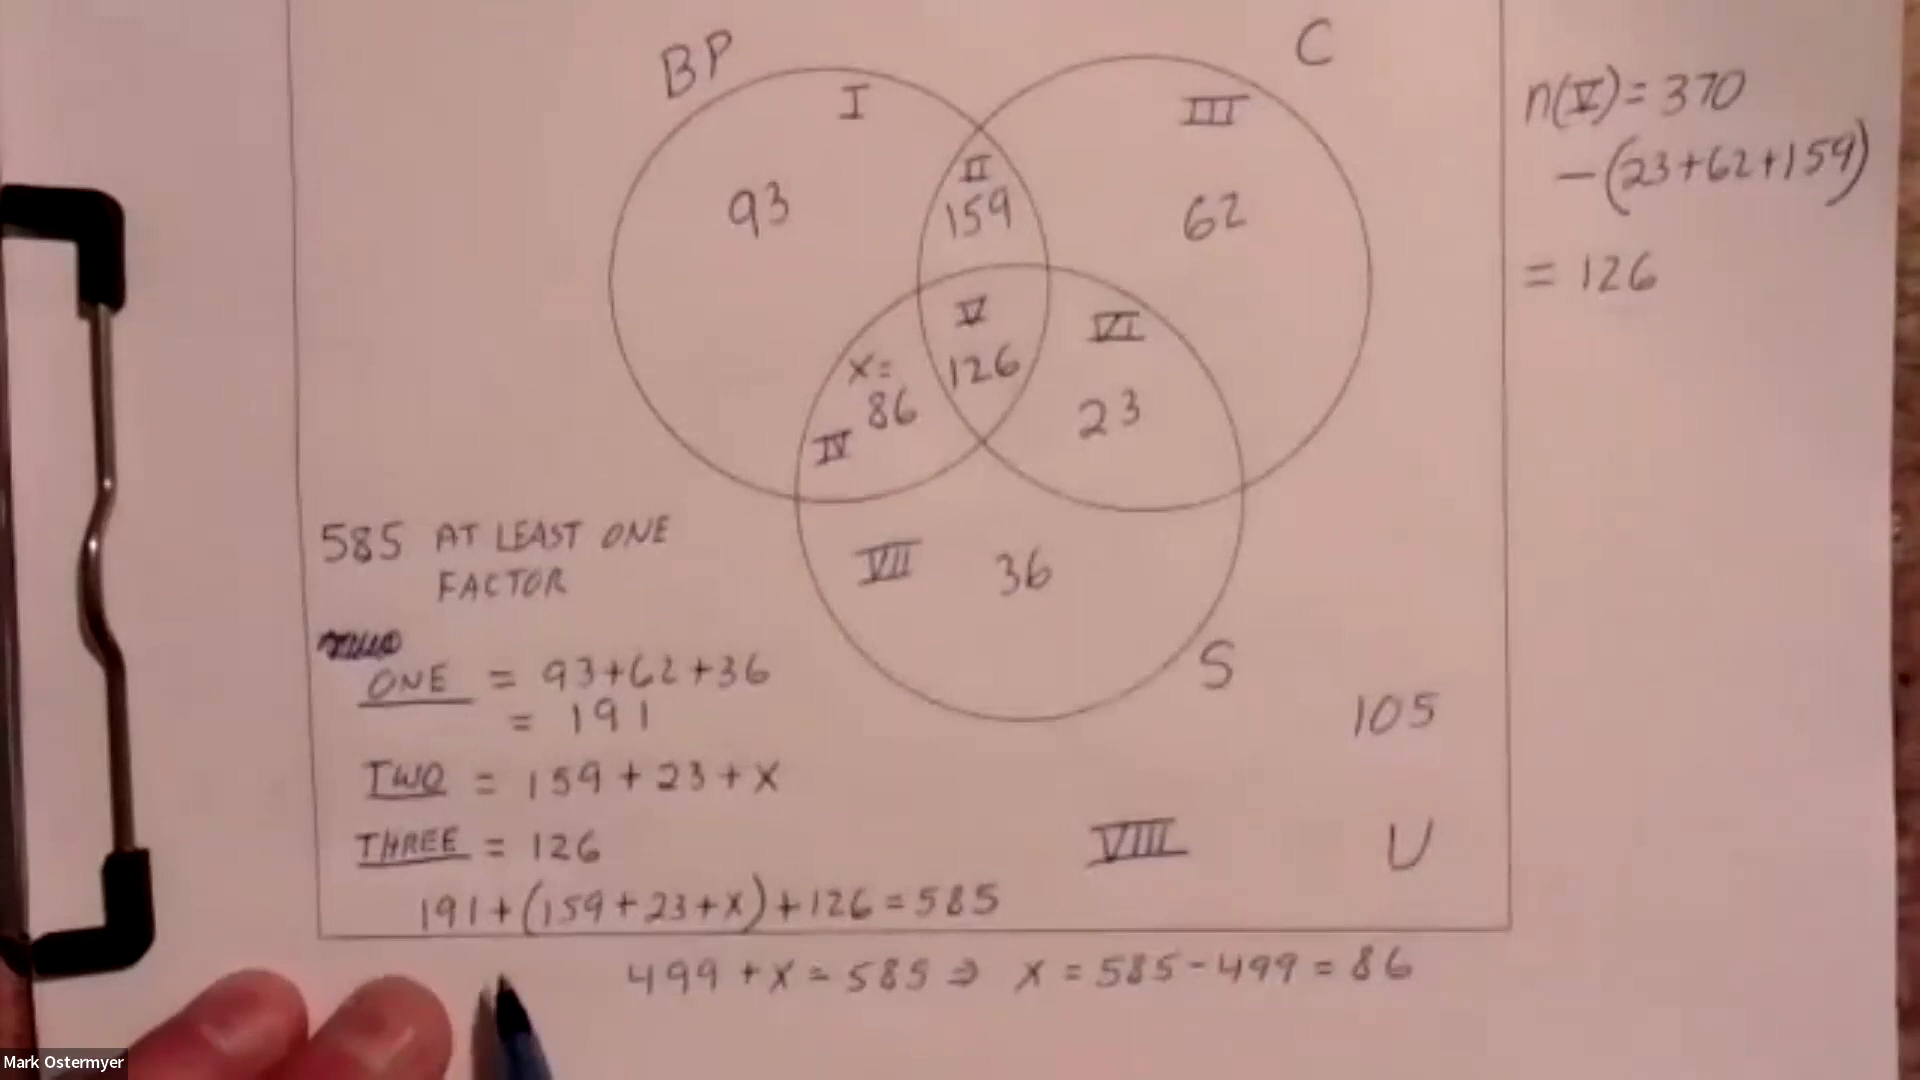 BP
C
I
III
n(V) = 370
- (23+62+159)
= 126
II
159
93
62
V
126
VI
23
x =
86
IV
585 AT LEAST ONE
FACTOR
VII
36
S
ONE = 93+62+36
= 191
105
TWO = 159 + 23 + x
THREE = 126
VIII
U
191+(159+23+x)+126=585
499 + x = 585 ⇒ x = 585-499 = 86
Mark Ostermyer